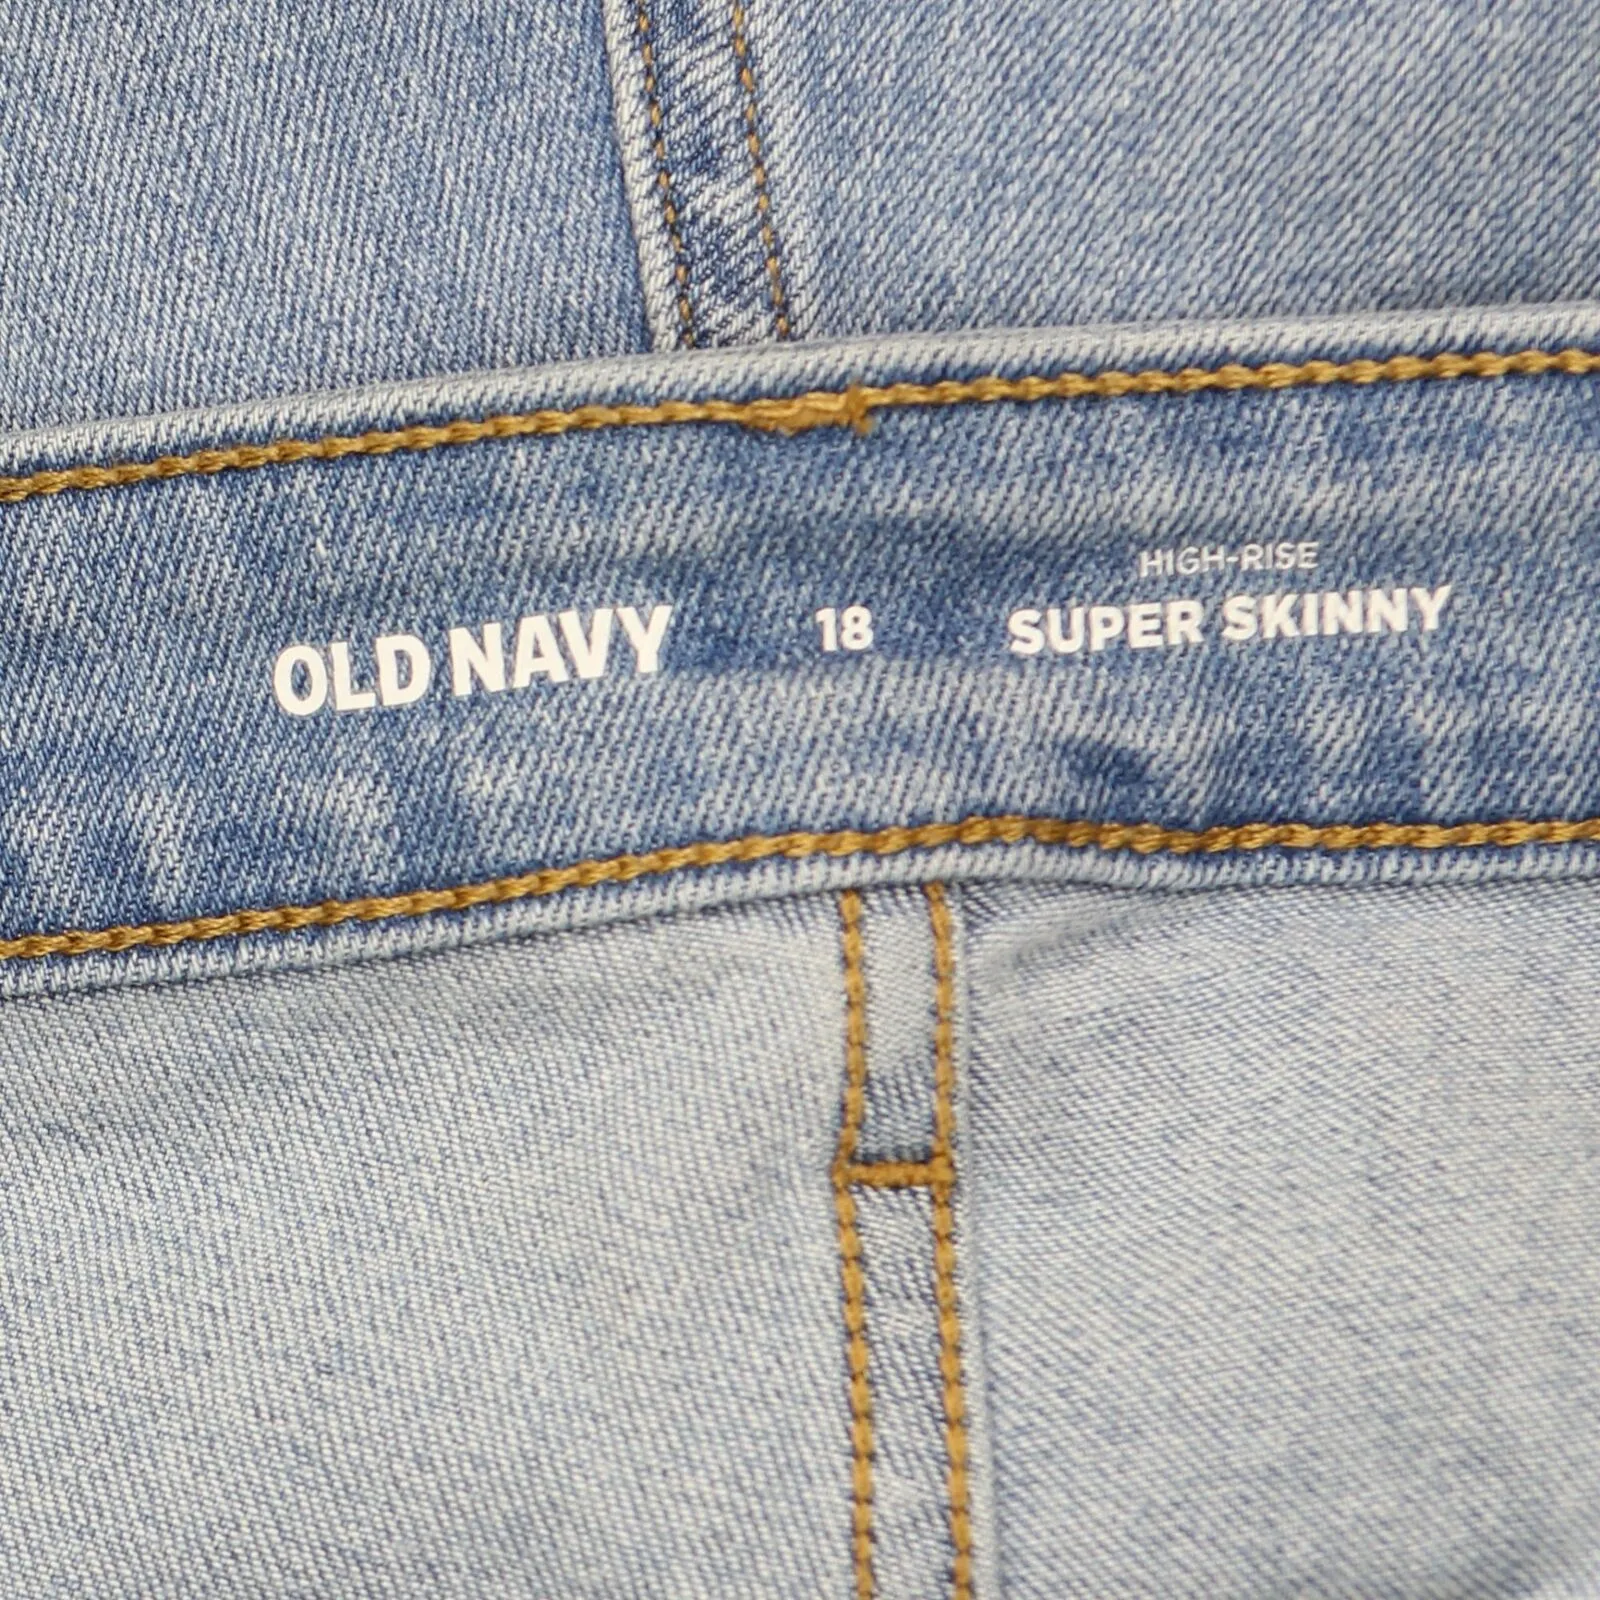 OLD NAVY
18
HIGH-RISE
SUPER SKINNY